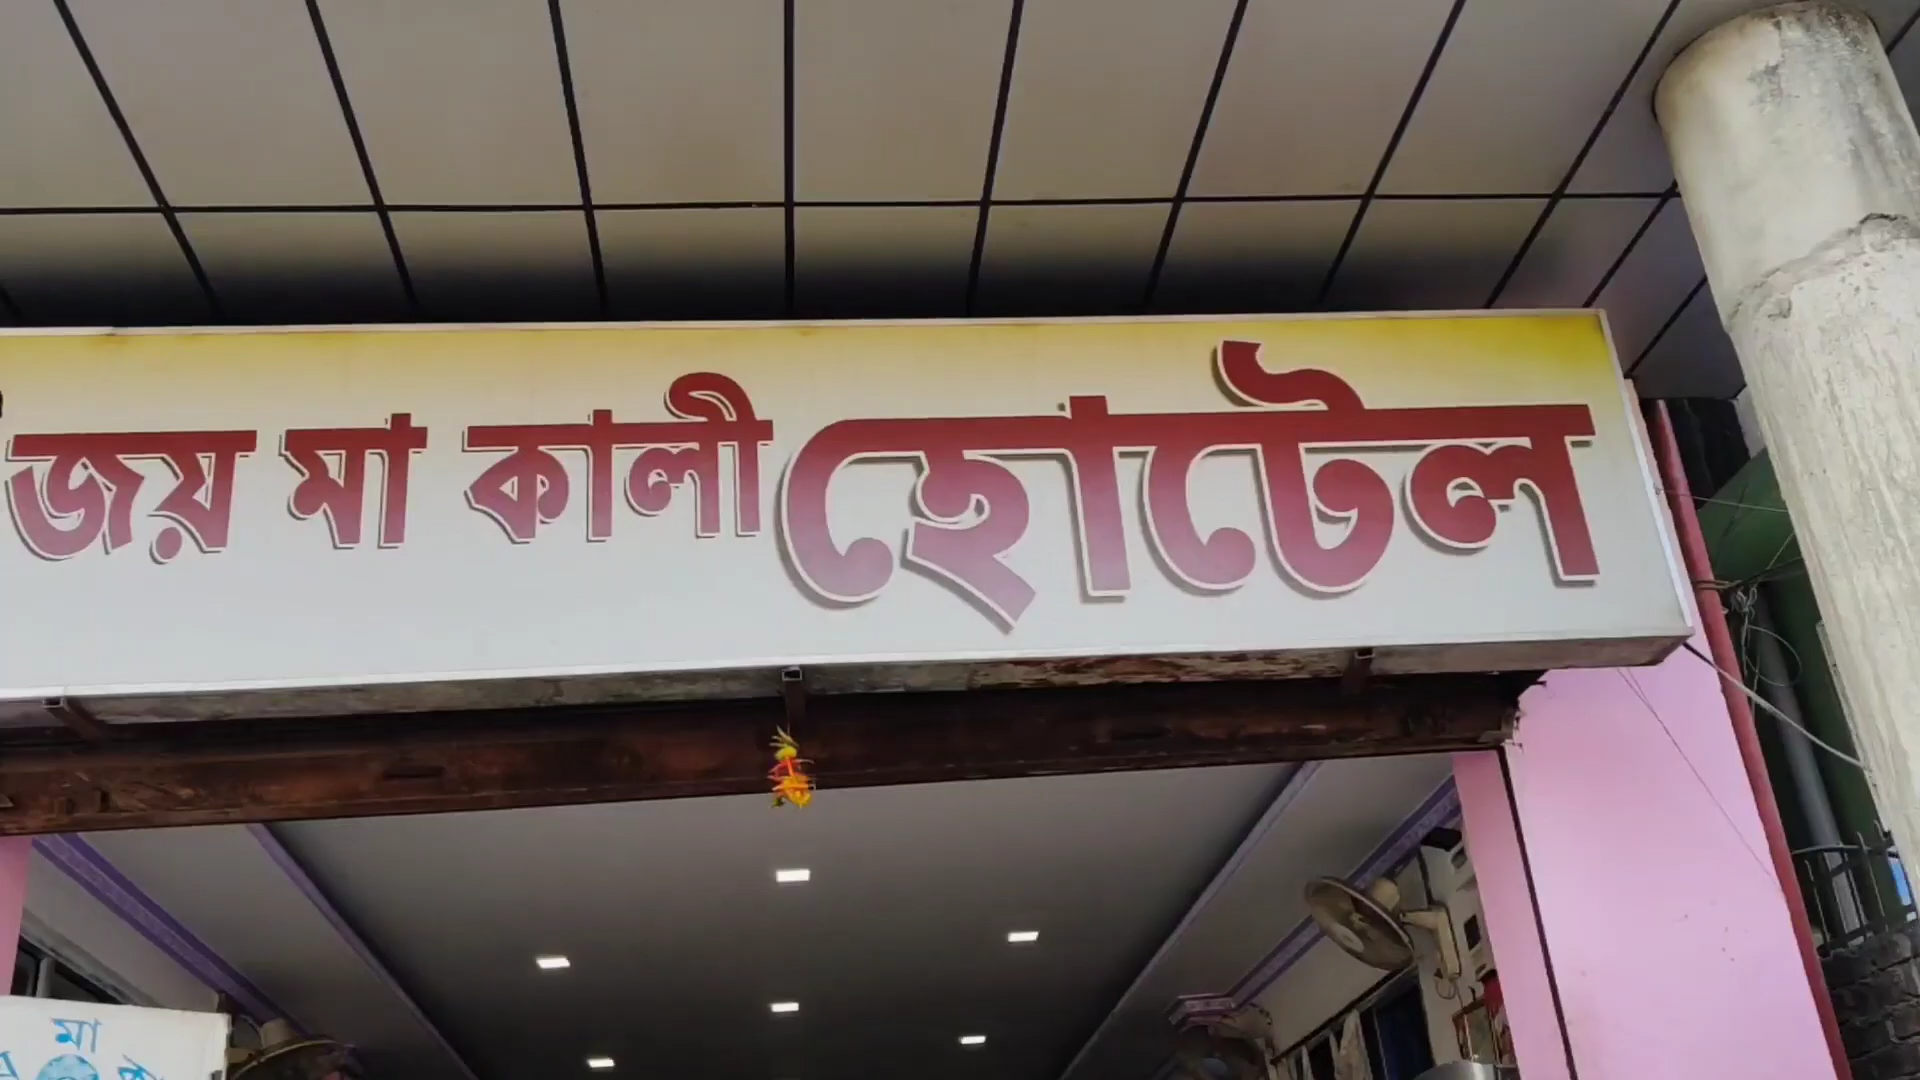 জয় মা কালী হোটেল
মা